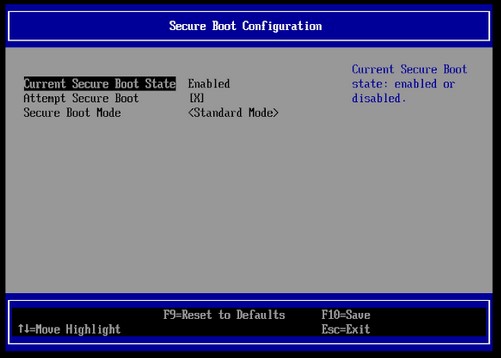 Secure Boot Configuration
Current Secure Boot State Enabled
Attempt Secure Boot [X]
Secure Boot Mode <Standard Mode>
Current Secure Boot
state: enabled or
disabled.
F9=Reset to Defaults F10=Save
↑↓=Move Highlight Esc=Exit